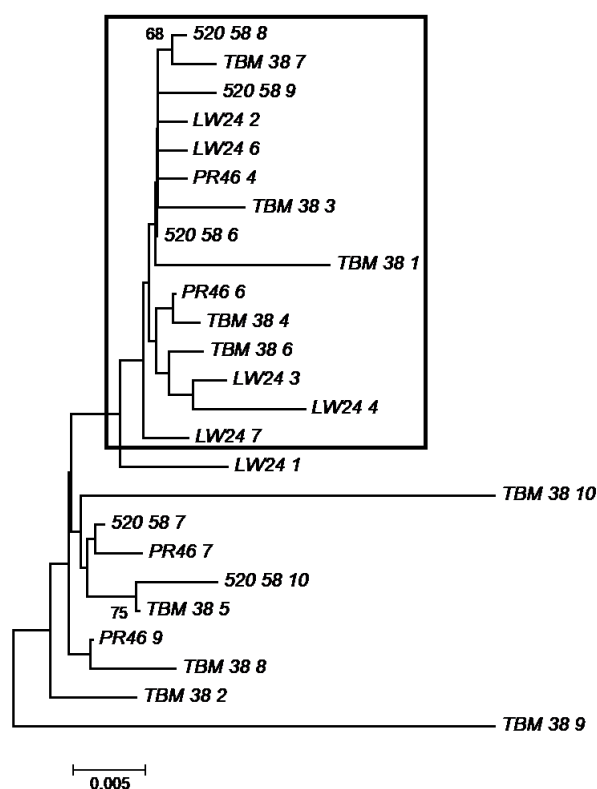 68
520 58 8
TBM 38 7
520 58 9
LW24 2
LW24 6
PR46 4
TBM 38 3
520 58 6
TBM 38 1
PR46 6
TBM 38 4
TBM 38 6
LW24 3
LW24 4
LW24 7
LW24 1
TBM 38 10
520 58 7
PR46 7
520 58 10
75
TBM 38 5
PR46 9
TBM 38 8
TBM 38 2
TBM 38 9
0.005